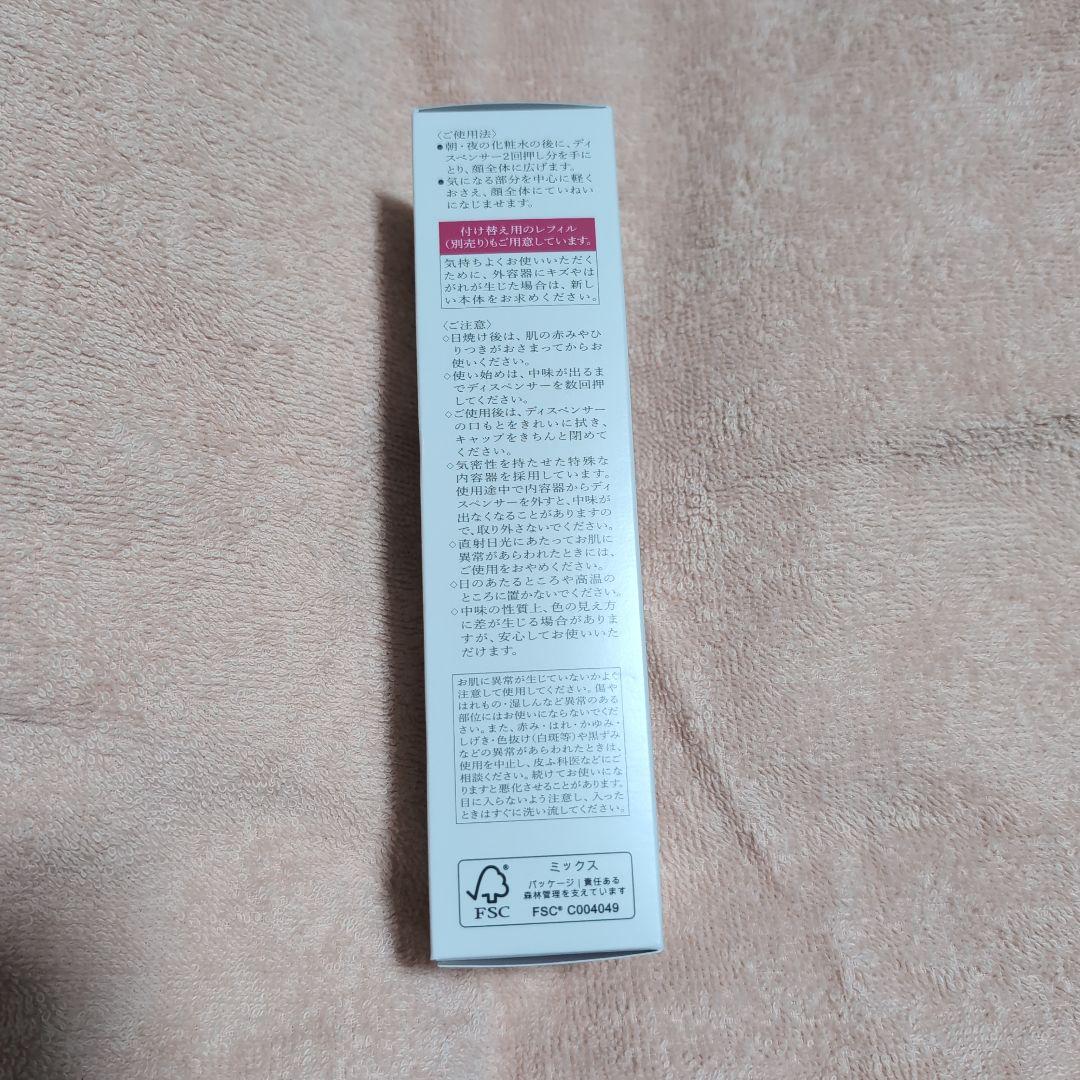 〈ご使用法〉
●朝・夜の化粧水の後に、ディ
スペンサー2回押し分を手に
とり、顔全体に広げます。
●気になる部分を中心に軽く
おさえ、顔全体にていねい
になじませます。
付け替え用のレフィル
(別売り)もご用意しています。
気持ちよくお使いいただく
ために、外容器にキズやは
がれが生じた場合は、新し
い本体をお求めください。
〈ご注意〉
◇日焼け後は、肌の赤みやひ
りつきがおさまってからお
使いください。
◇使い始めは、中味が出るま
でディスペンサーを数回押
してください。
◇ご使用後は、ディスペンサー
の口もとをきれいに拭き、
キャップをきちんと閉めて
ください。
◇気密性を持たせた特殊な
内容器を採用しています。
使用途中で内容器からディ
スペンサーを外すと、中味が
出なくなることがありますの
で、取り外さないでください。
◇直射日光にあたってお肌に
異常があらわれたときには、
ご使用をおやめください。
◇日のあたるところや高温の
ところに置かないでください。
◇中味の性質上、色の見え方
に差が生じる場合がありま
すが、安心してお使いいた
だけます。
お肌に異常が生じていないかよく
注意して使用してください。傷や
はれもの・湿しんなど異常のある
部位にはお使いにならないでくだ
さい。また、赤み・はれ・かゆみ・
しげき・色抜け(白斑等)や黒ずみ
などの異常があらわれたときは、
使用を中止し、皮ふ科医などにご
相談ください。続けてお使いにな
りますと悪化させることがあります。
目に入らないよう注意し、入った
ときはすぐに洗い流してください。
FSC
ミックス
パッケージ|責任ある
森林管理を支えています
FSC® C004049